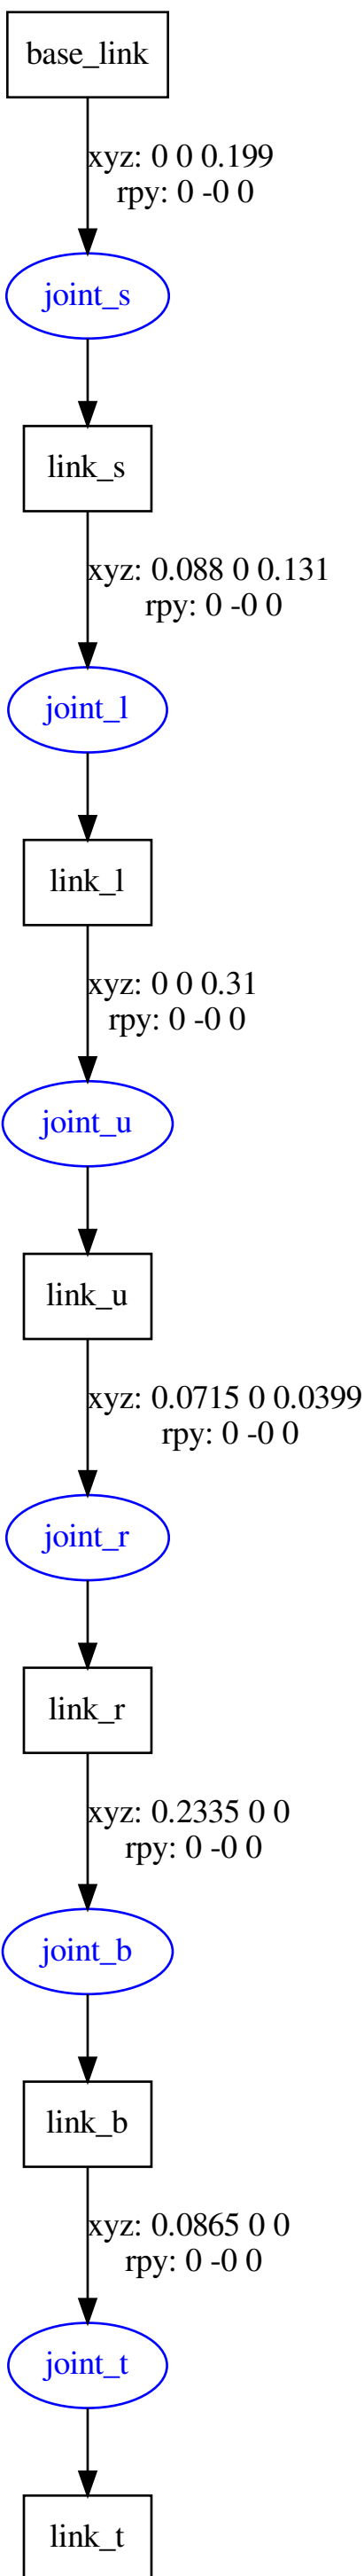 base_link
xyz: 0 0 0.199
rpy: 0 -0 0
joint_s
link_s
xyz: 0.088 0 0.131
rpy: 0 -0 0
joint_l
link_l
xyz: 0 0 0.31
rpy: 0 -0 0
joint_u
link_u
xyz: 0.0715 0 0.0399
rpy: 0 -0 0
joint_r
link_r
xyz: 0.2335 0 0
rpy: 0 -0 0
joint_b
link_b
xyz: 0.0865 0 0
rpy: 0 -0 0
joint_t
link_t